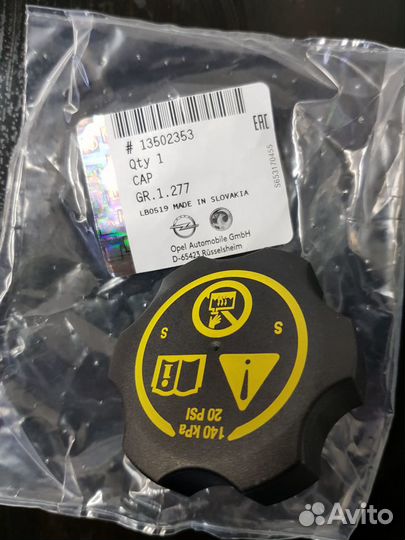 # 13502353
Qty 1
CAP
GR.1.277
LB0519 MADE IN SLOVAKIA
Opel Automobile GmbH
D-65423 Rüsselsheim
EAC
S653170455
S
S
140 kPa
20 PSI
Avito